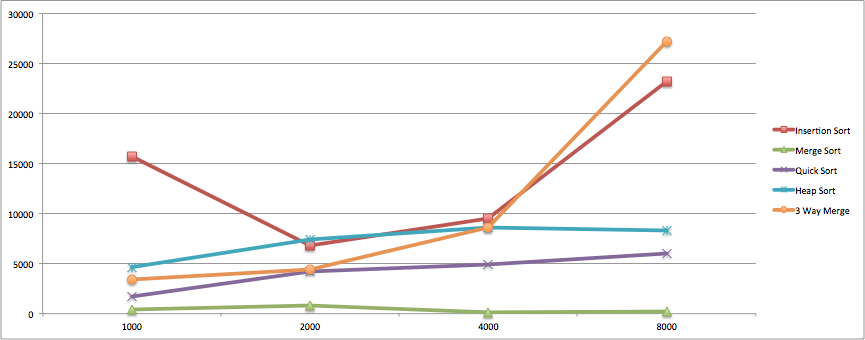 30000
25000
20000
15000
10000
5000
0
1000 2000 4000 8000
Insertion Sort
Merge Sort
Quick Sort
Heap Sort
3 Way Merge